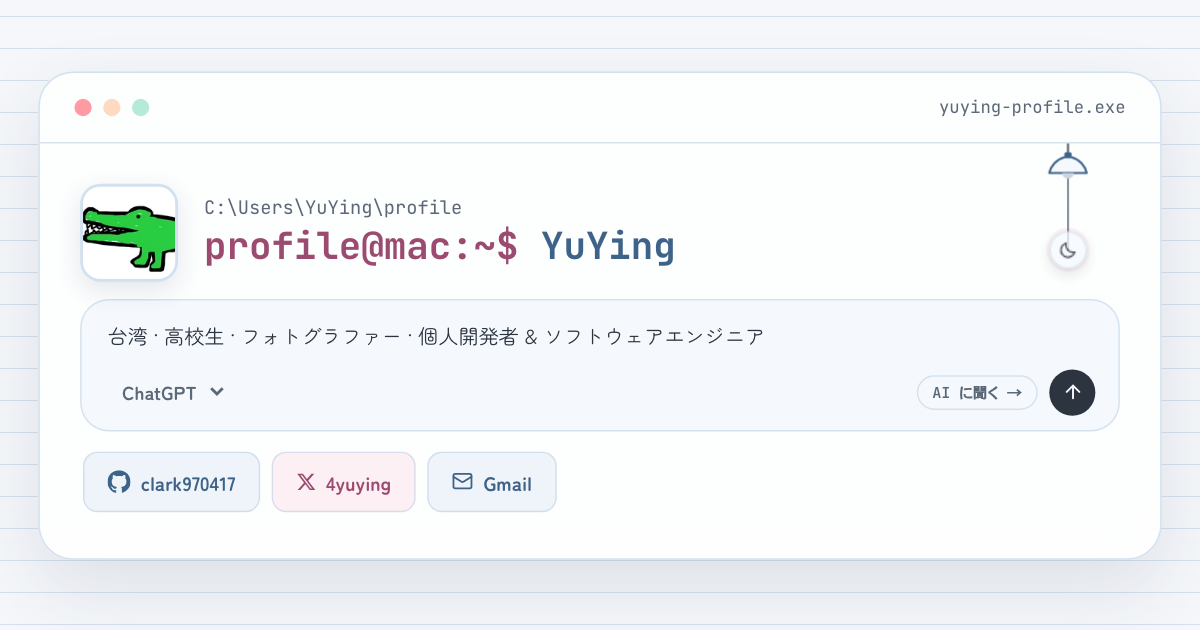 yuying-profile.exe
C:\Users\YuYing\profile
profile@mac:~$ YuYing
台湾 · 高校生 · フォトグラファー · 個人開発者 & ソフトウェアエンジニア
ChatGPT
AI に聞く →
clark970417
4yuying
Gmail